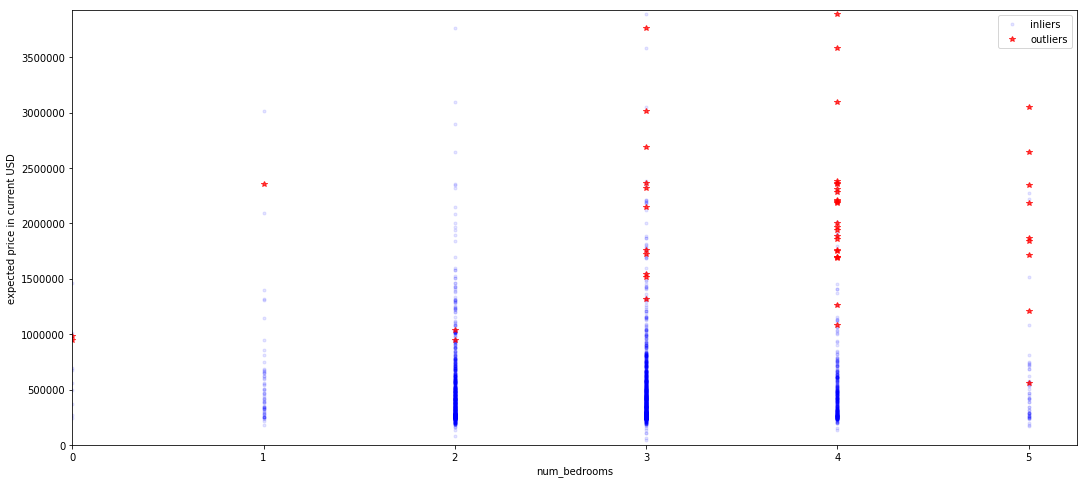 inliers
outliers
3500000
3000000
2500000
2000000
1500000
1000000
500000
0
expected price in current USD
0 1 2 3 4 5
num_bedrooms